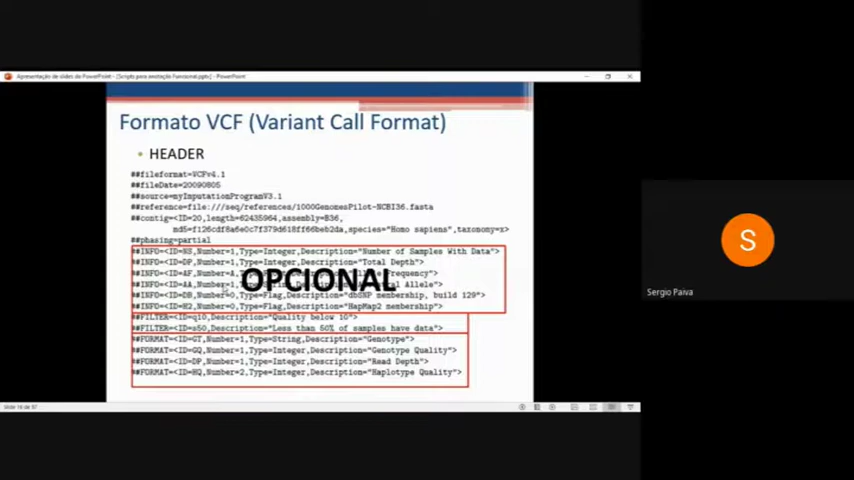 Apresentação de slides do PowerPoint - [Scripts para anotação Funcional.pptx] - PowerPoint
Formato VCF (Variant Call Format)
• HEADER
##fileformat=VCFv4.1
##fileDate=20090805
##source=myImputationProgramV3.1
##reference=file:///seq/references/1000GenomesPilot-NCBI36.fasta
##contig=<ID=20,length=62435964,assembly=B36,
md5=f126cdf8a6e0c7f379d618ff66beb2da,species="Homo sapiens",taxonomy=x>
##phasing=partial
##INFO=<ID=NS,Number=1,Type=Integer,Description="Number of Samples With Data">
##INFO=<ID=DP,Number=1,Type=Integer,Description="Total Depth">
##INFO=<ID=AF,Number=A, Frequency">
OPCIONAL
##INFO=<ID=AA,Number=1, Allele">
##INFO=<ID=DB,Number=0,Type=Flag,Description="dbSNP membership, build 129">
##INFO=<ID=H2,Number=0,Type=Flag,Description="HapMap2 membership">
##FILTER=<ID=q10,Description="Quality below 10">
##FILTER=<ID=s50,Description="Less than 50% of samples have data">
##FORMAT=<ID=GT,Number=1,Type=String,Description="Genotype">
##FORMAT=<ID=GQ,Number=1,Type=Integer,Description="Genotype Quality">
##FORMAT=<ID=DP,Number=1,Type=Integer,Description="Read Depth">
##FORMAT=<ID=HQ,Number=2,Type=Integer,Description="Haplotype Quality">
S
Sergio Paiva